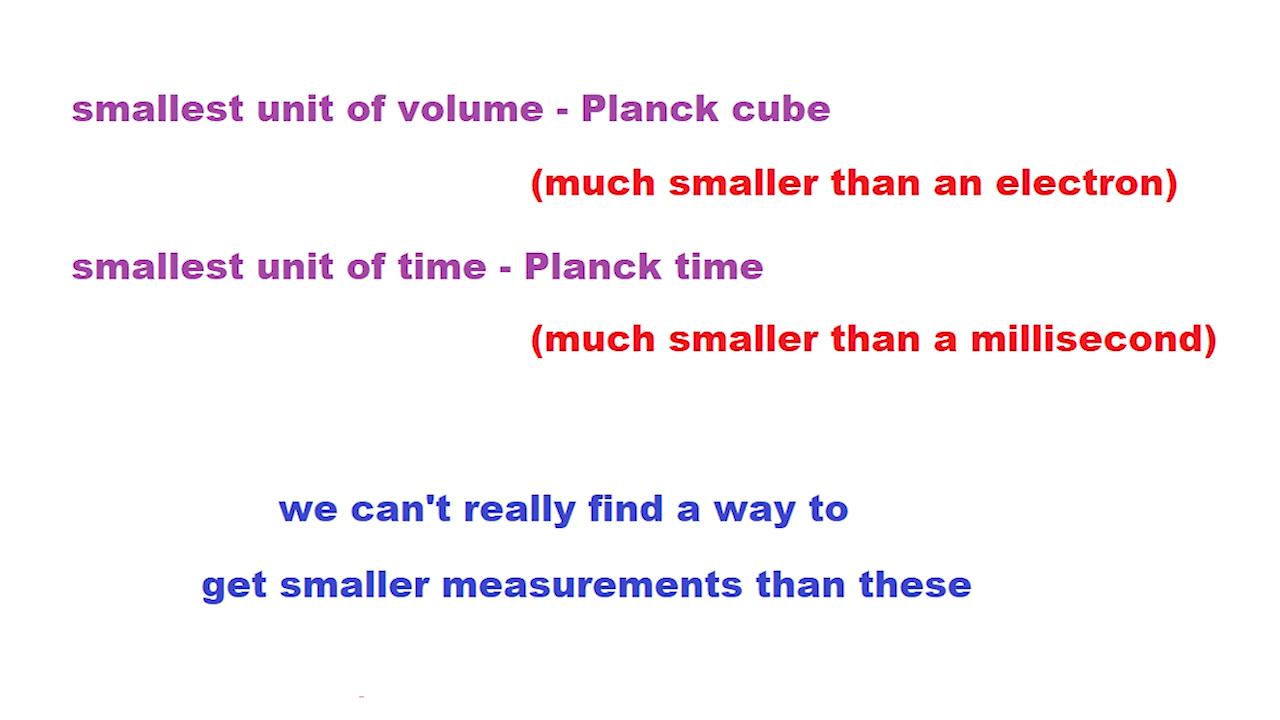 smallest unit of volume - Planck cube
(much smaller than an electron)
smallest unit of time - Planck time
(much smaller than a millisecond)
we can't really find a way to
get smaller measurements than these